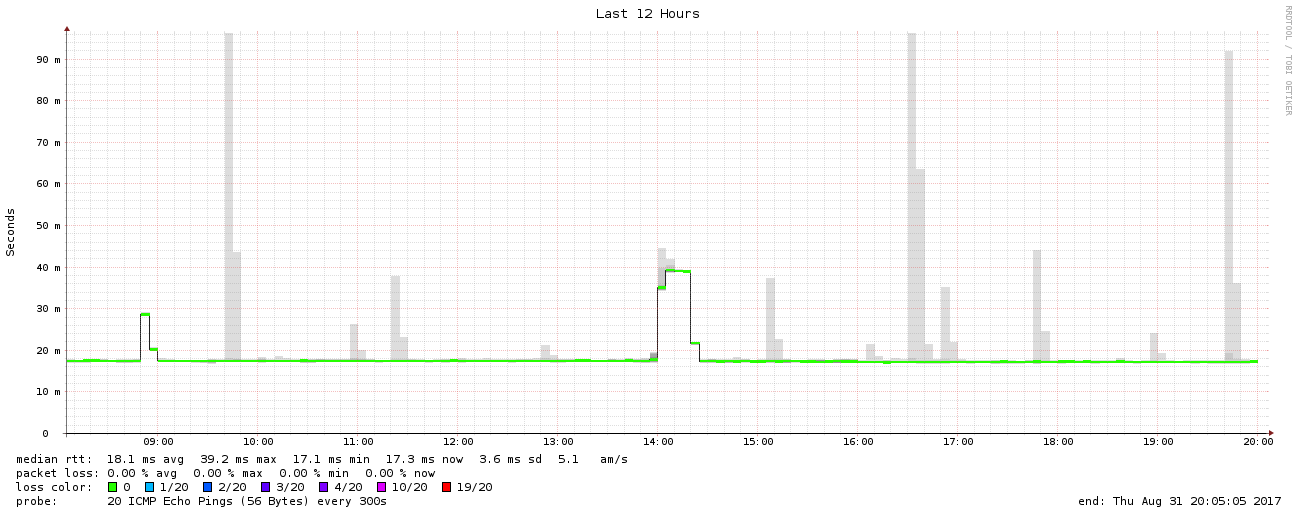 Last 12 Hours
RRDTOOL / TOBI OETIKER
Seconds
90 m
80 m
70 m
60 m
50 m
40 m
30 m
20 m
10 m
0
09:00 10:00 11:00 12:00 13:00 14:00 15:00 16:00 17:00 18:00 19:00 20:00
median rtt: 18.1 ms avg 39.2 ms max 17.1 ms min 17.3 ms now 3.6 ms sd 5.1 am/s
packet loss: 0.00 % avg 0.00 % max 0.00 % min 0.00 % now
loss color: 0 1/20 2/20 3/20 4/20 10/20 19/20
probe: 20 ICMP Echo Pings (56 Bytes) every 300s end: Thu Aug 31 20:05:05 2017